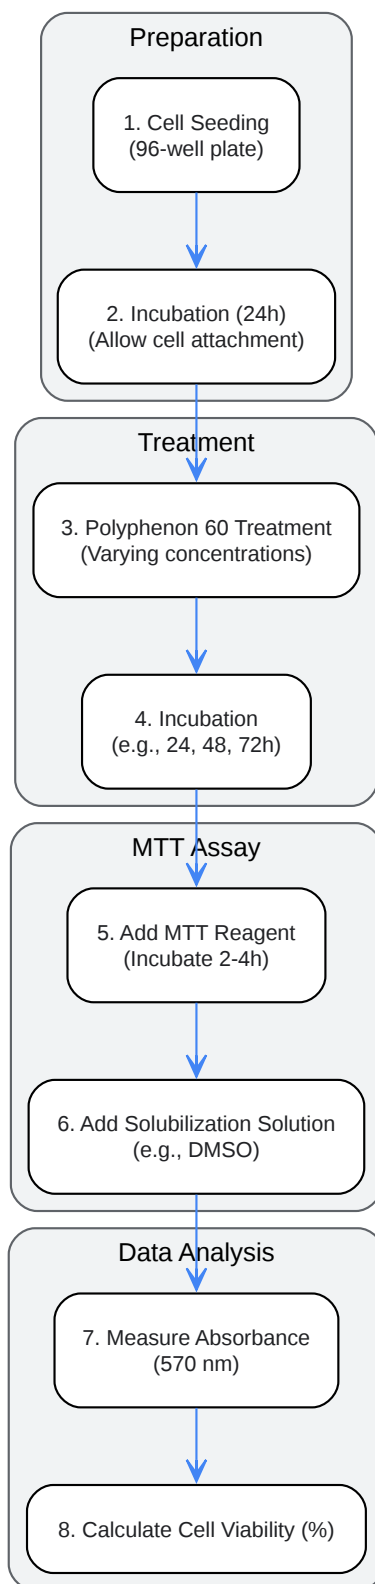 Preparation
1. Cell Seeding
(96-well plate)
2. Incubation (24h)
(Allow cell attachment)
Treatment
3. Polyphenon 60 Treatment
(Varying concentrations)
4. Incubation
(e.g., 24, 48, 72h)
MTT Assay
5. Add MTT Reagent
(Incubate 2-4h)
6. Add Solubilization Solution
(e.g., DMSO)
Data Analysis
7. Measure Absorbance
(570 nm)
8. Calculate Cell Viability (%)